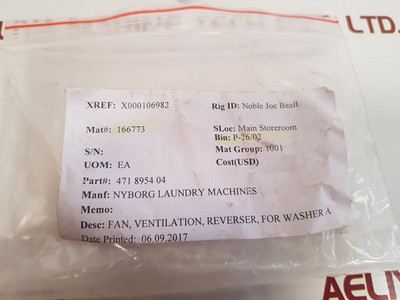 XREF: X000106982 Rig ID: Noble Joe Beall
Mat#: 166773 SLoc: Main Storeroom
Bin: P-26/02
S/N: Mat Group: 1001
UOM: EA Cost(USD)
Part#: 471 8954 04
Manf: NYBORG LAUNDRY MACHINES
Memo:
Desc: FAN, VENTILATION, REVERSER, FOR WASHER A
Date Printed: 06.09.2017
AELIY